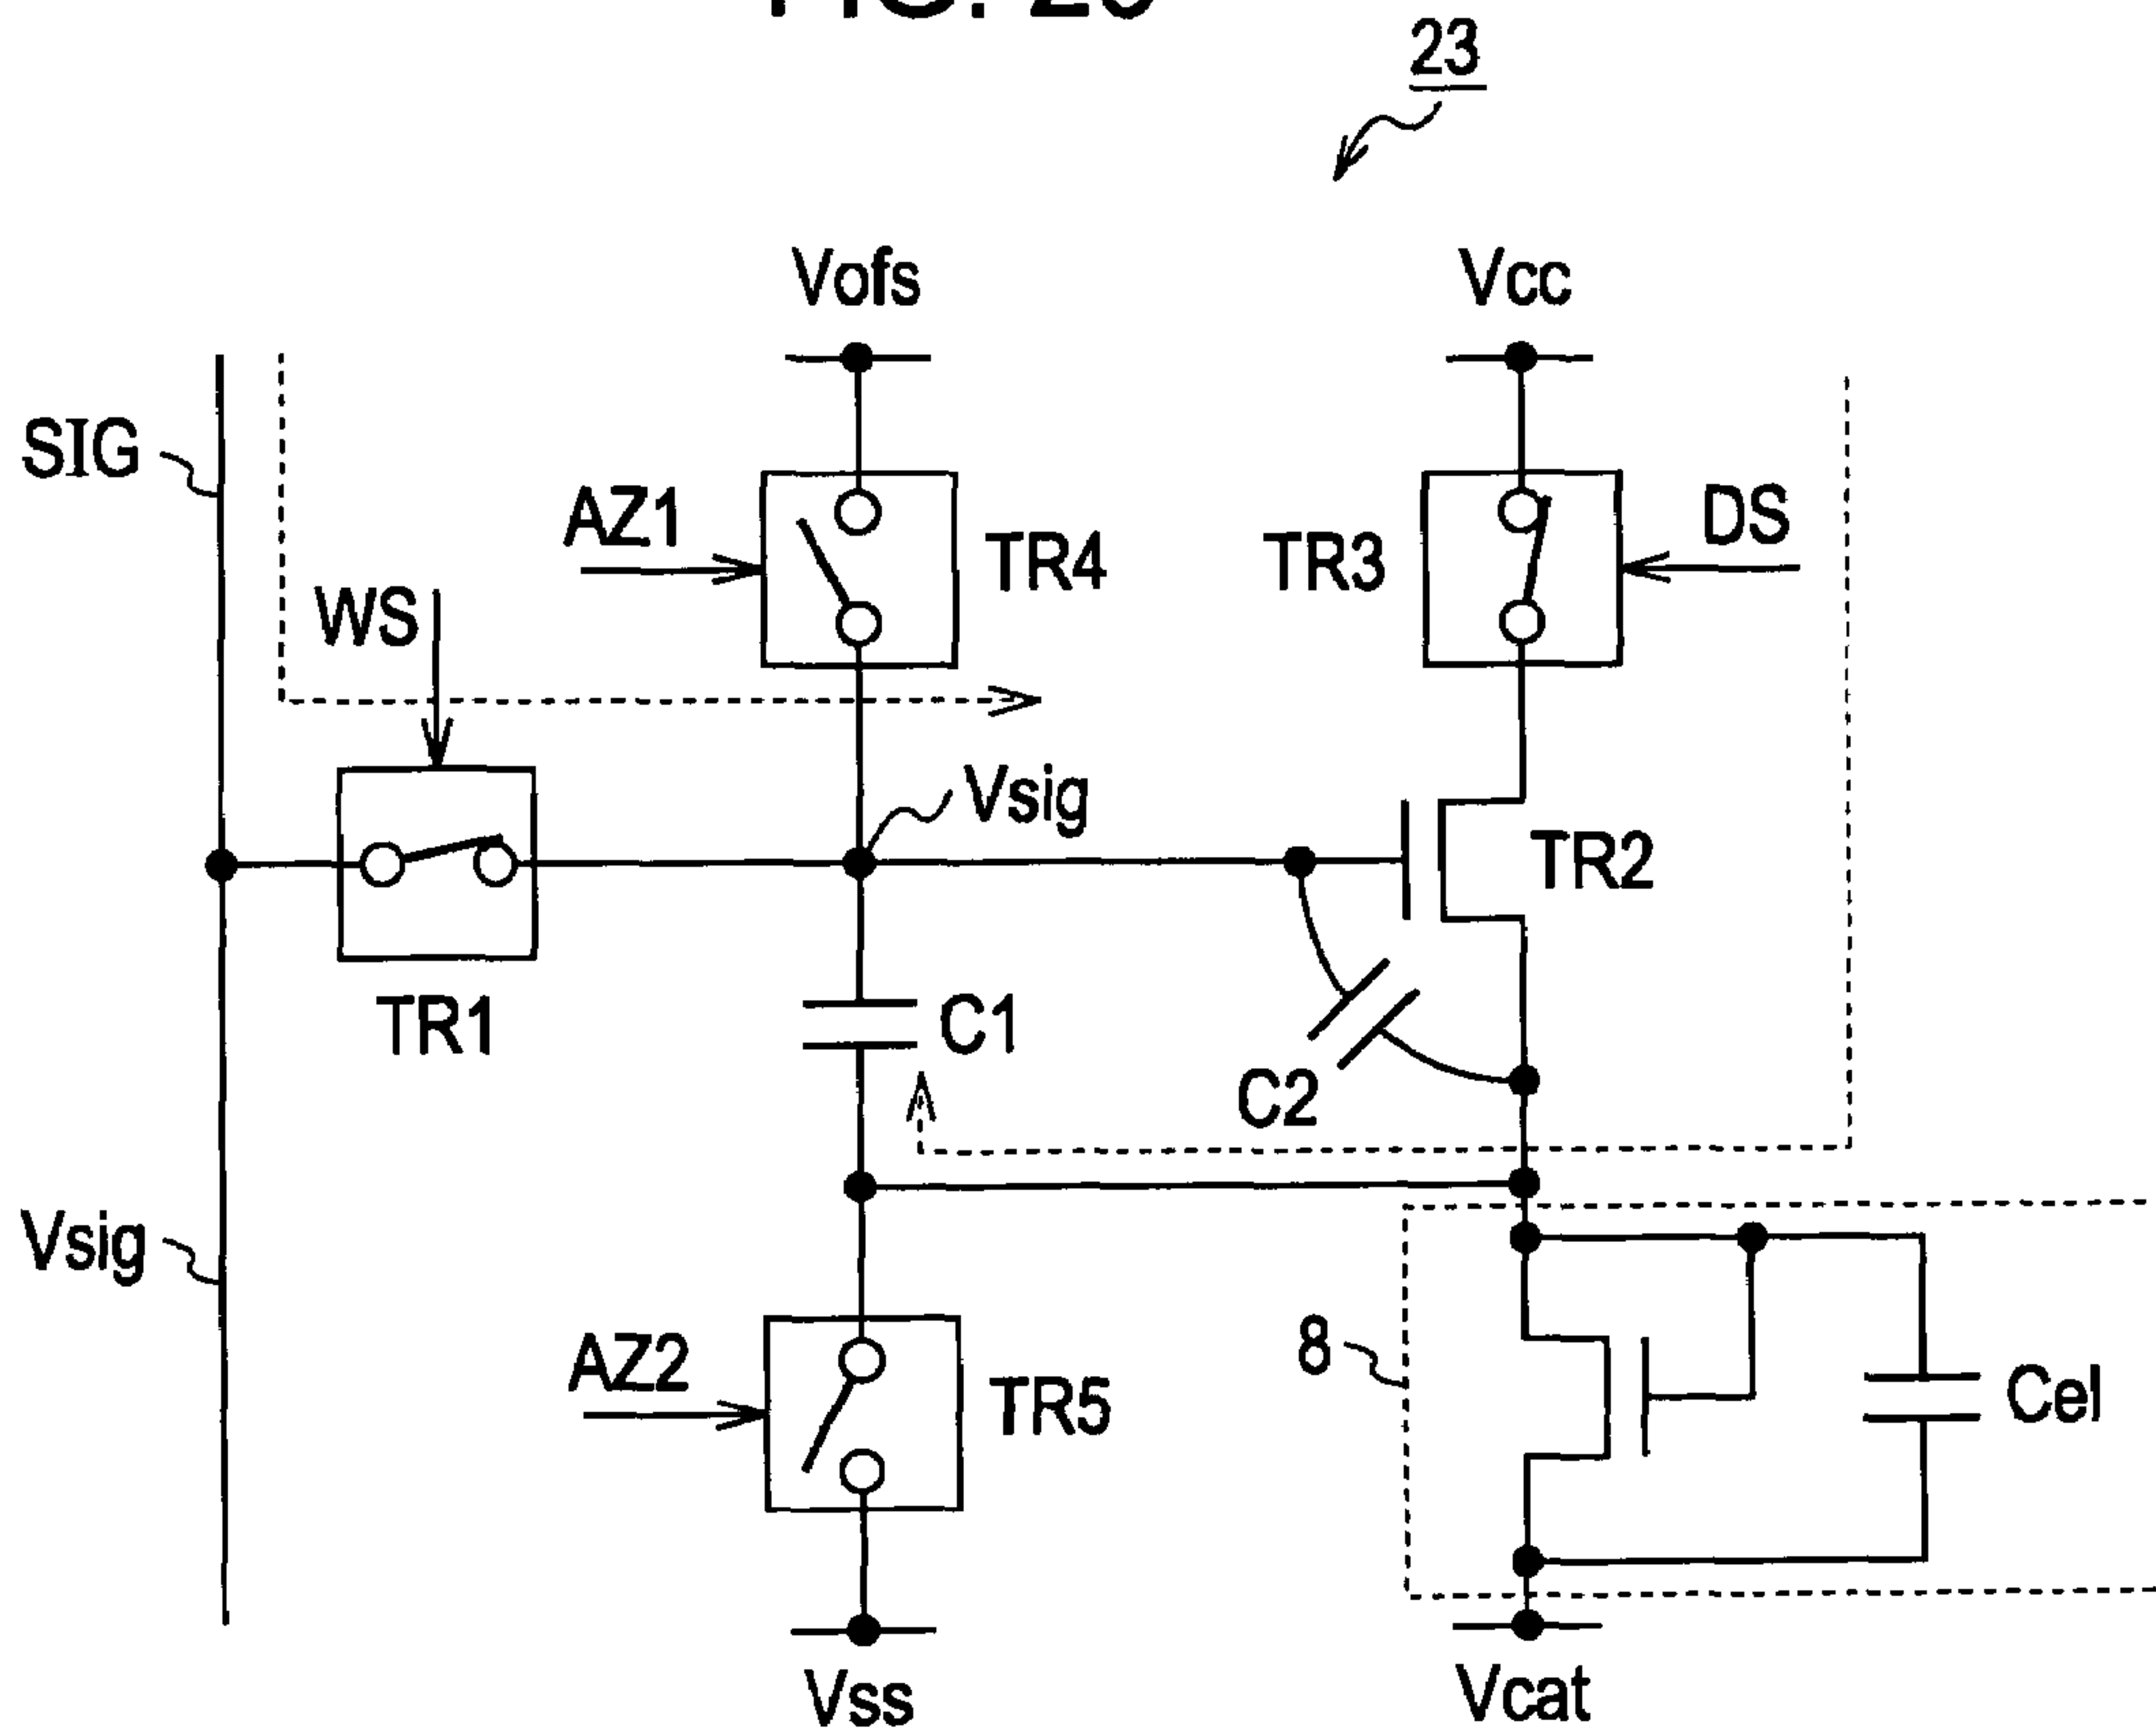 23
Vofs
Vcc
SIG
AZ1
TR4
TR3
DS
WS
Vsig
TR2
TR1
C1
C2
Vsig
8
AZ2
TR5
Cel
Vss
Vcat